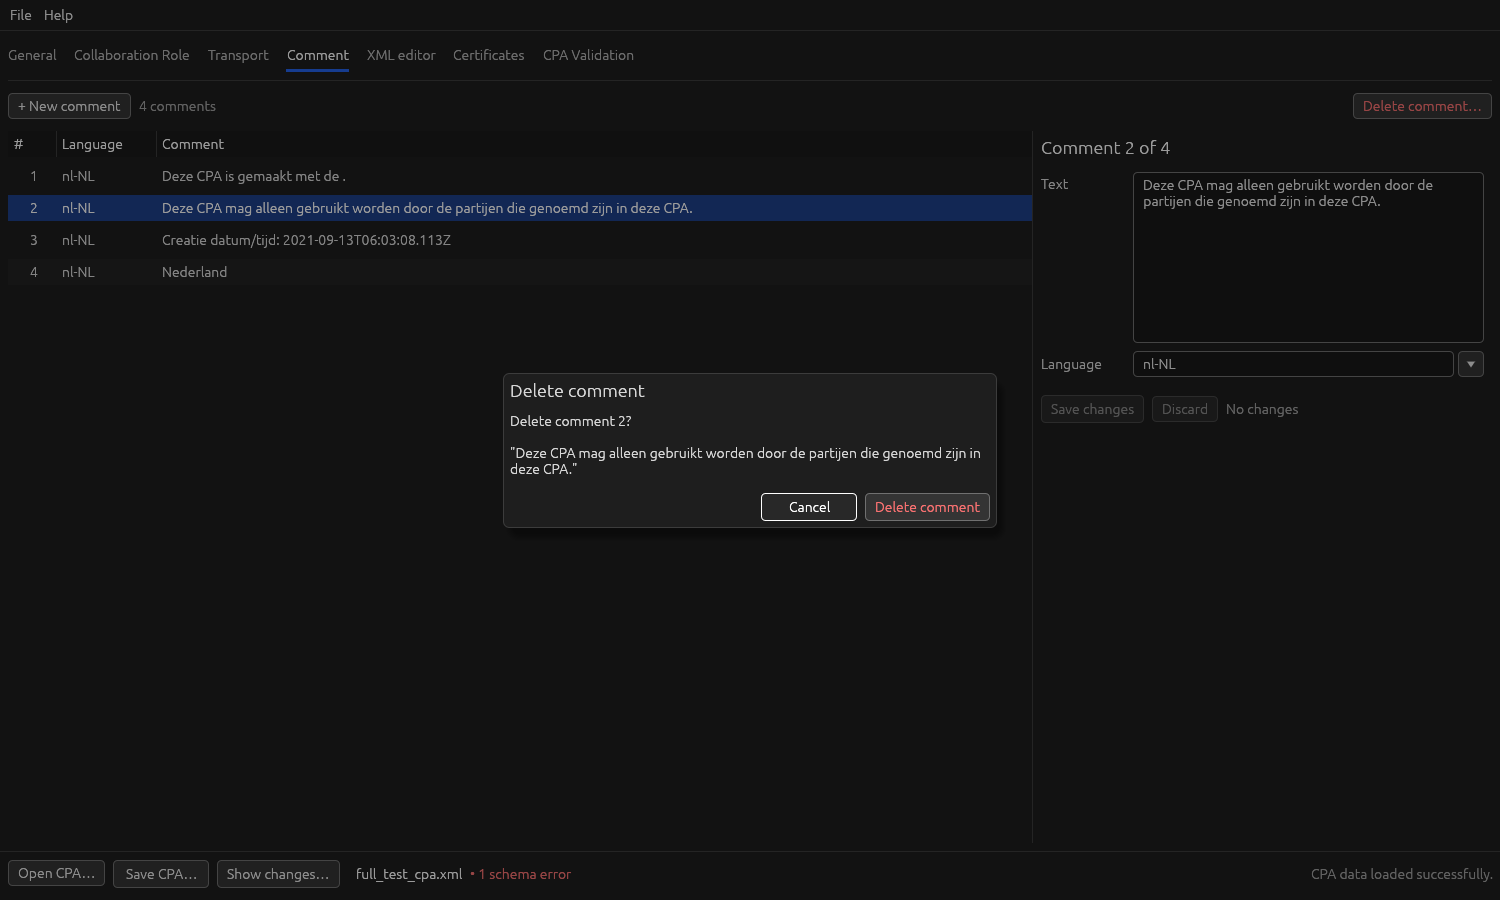 File Help
General Collaboration Role Transport Comment XML editor Certificates CPA Validation
+ New comment 4 comments Delete comment...
# Language Comment
1 nl-NL Deze CPA is gemaakt met de .
2 nl-NL Deze CPA mag alleen gebruikt worden door de partijen die genoemd zijn in deze CPA.
3 nl-NL Creatie datum/tijd: 2021-09-13T06:03:08.113Z
4 nl-NL Nederland
Comment 2 of 4
Text
Deze CPA mag alleen gebruikt worden door de
partijen die genoemd zijn in deze CPA.
Language nl-NL
Save changes Discard No changes
Delete comment
Delete comment 2?
"Deze CPA mag alleen gebruikt worden door de partijen die genoemd zijn in
deze CPA."
Cancel Delete comment
Open CPA... Save CPA... Show changes... full_test_cpa.xml • 1 schema error CPA data loaded successfully.